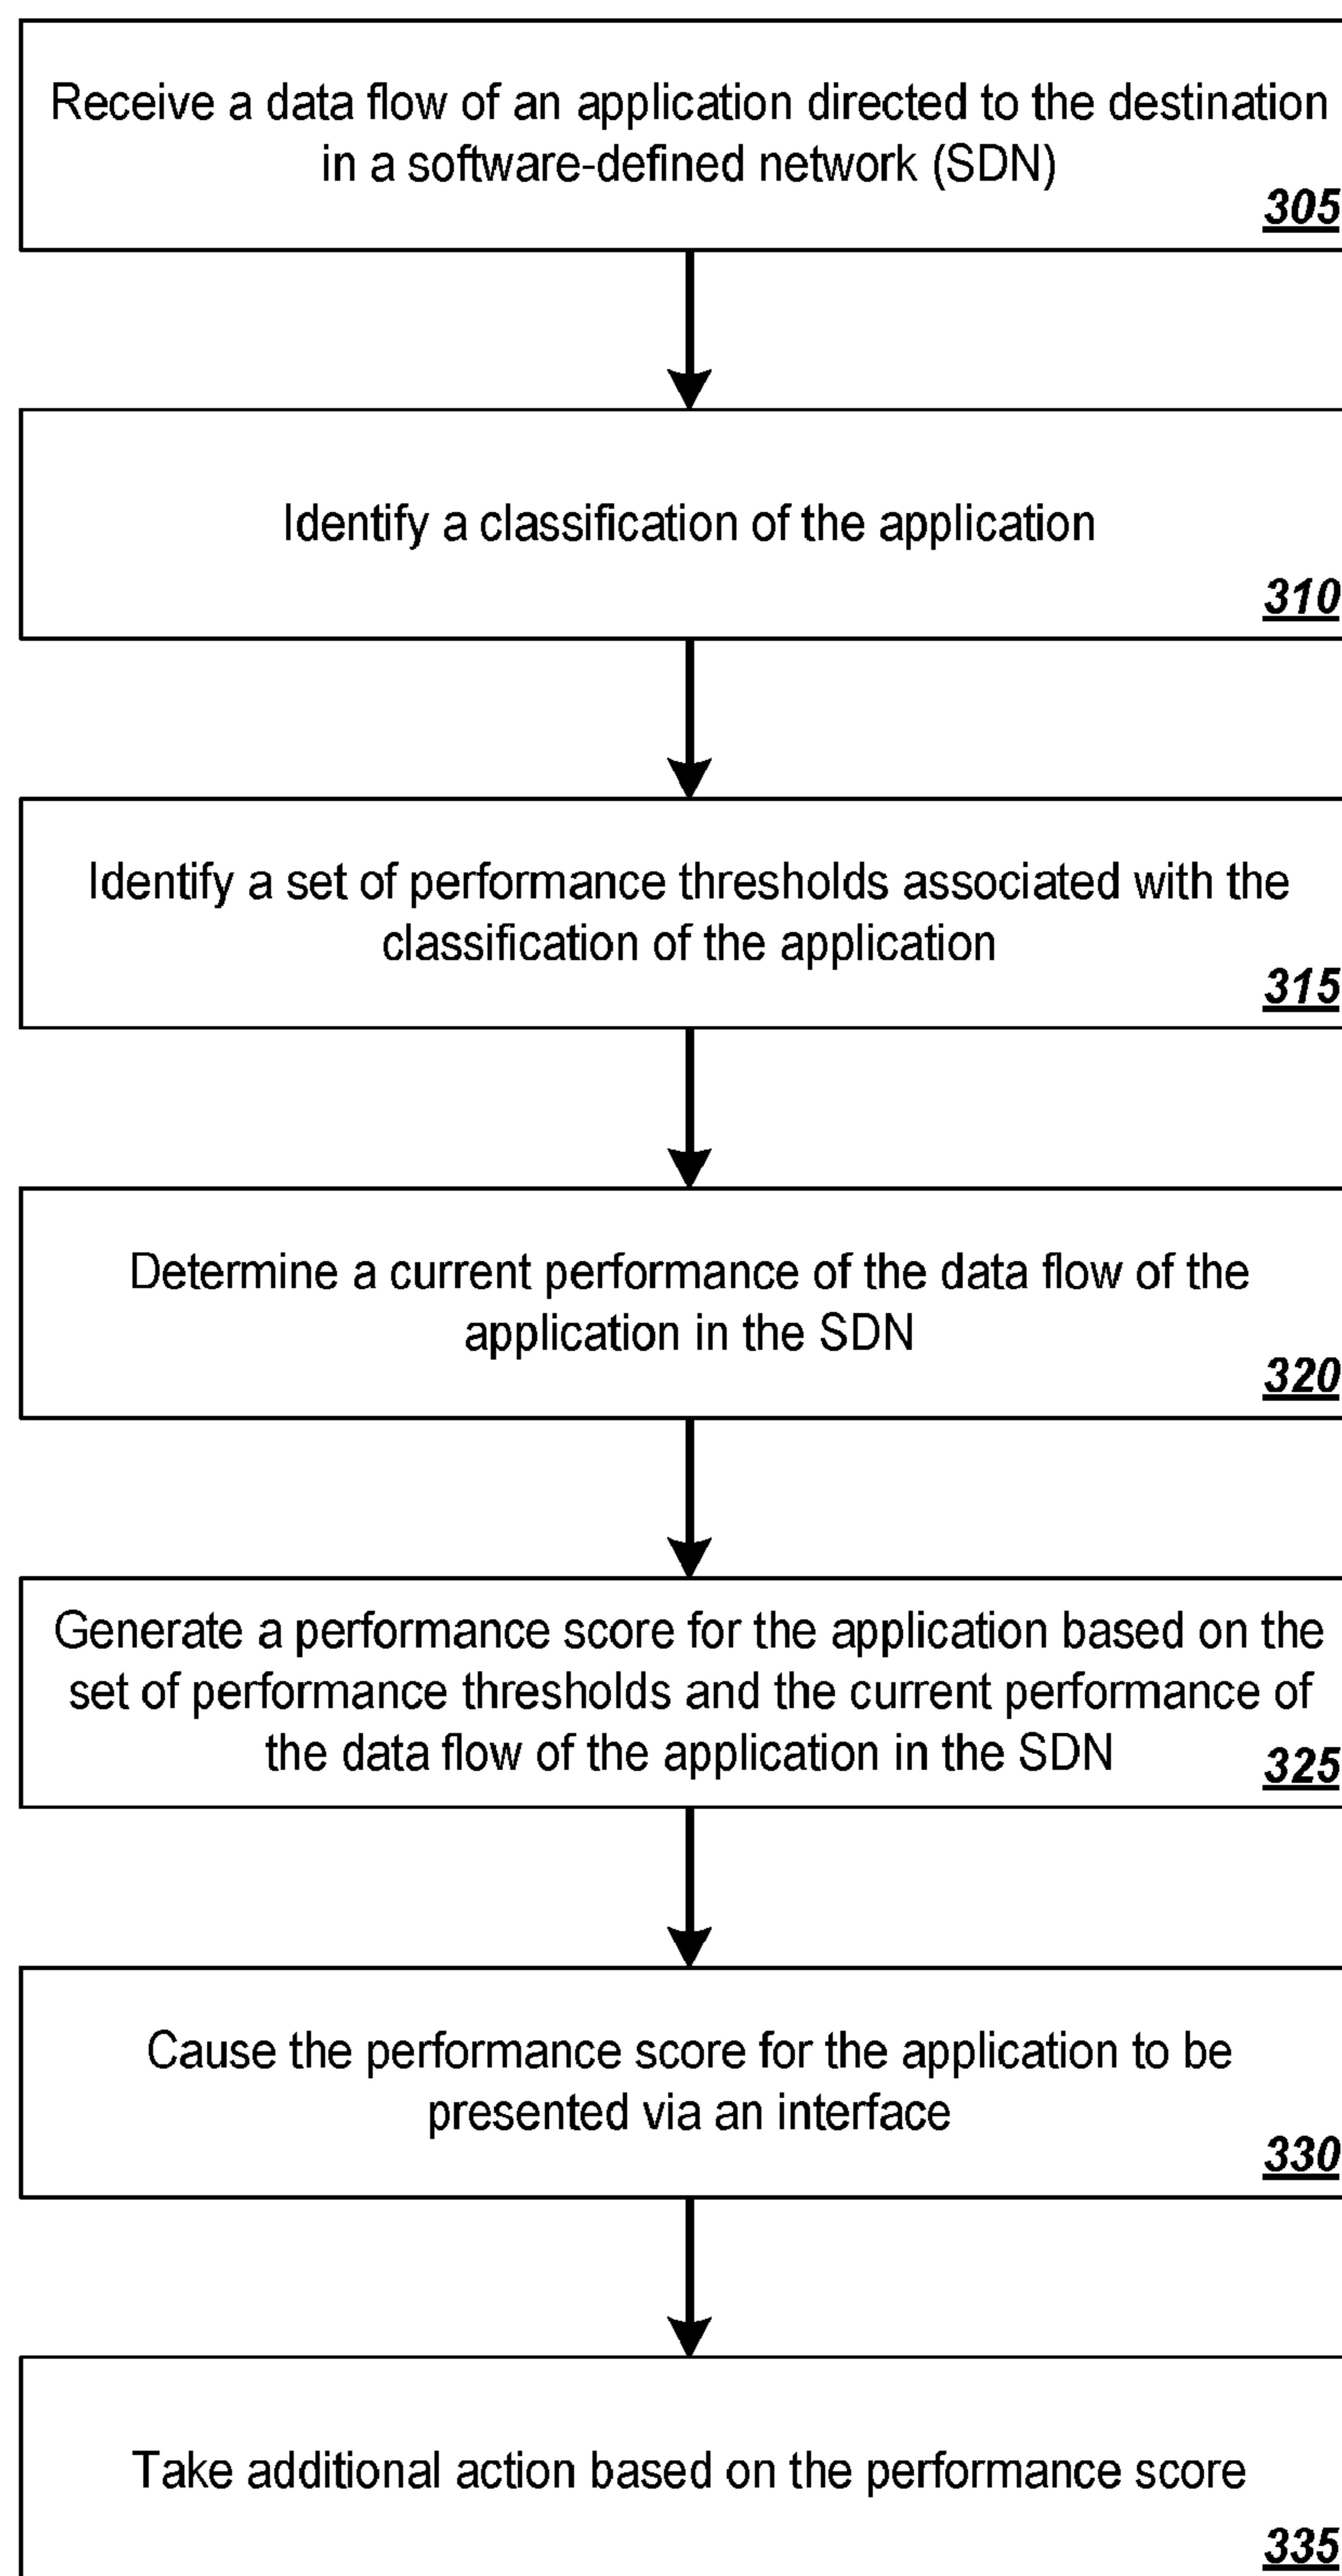 Receive a data flow of an application directed to the destination
in a software-defined network (SDN)
305
Identify a classification of the application
310
Identify a set of performance thresholds associated with the
classification of the application
315
Determine a current performance of the data flow of the
application in the SDN
320
Generate a performance score for the application based on the
set of performance thresholds and the current performance of
the data flow of the application in the SDN
325
Cause the performance score for the application to be
presented via an interface
330
Take additional action based on the performance score
335